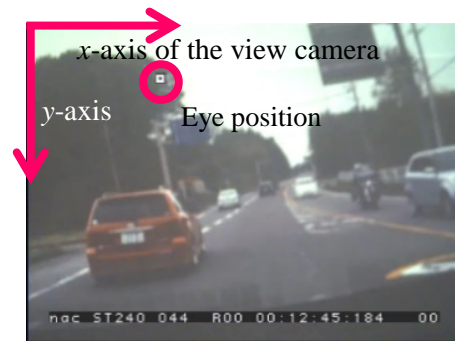 x-axis of the view camera
y-axis
Eye position
nac ST240 044 R00 00:12:45:184 00